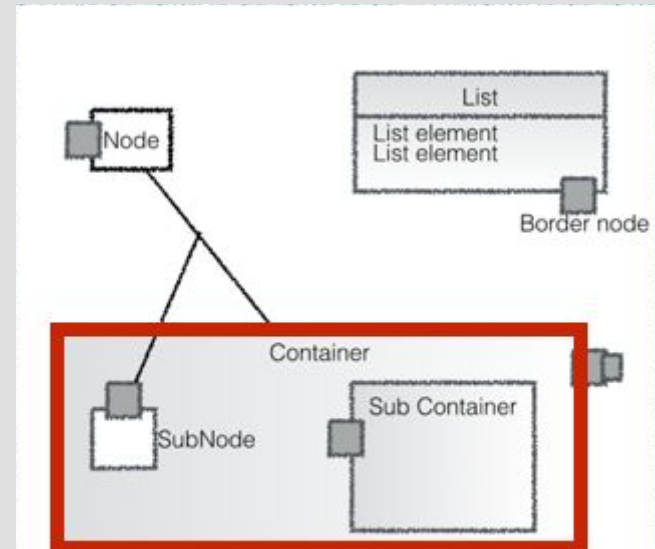 List
Node
List element
List element
Border node
Container
Sub Container
SubNode